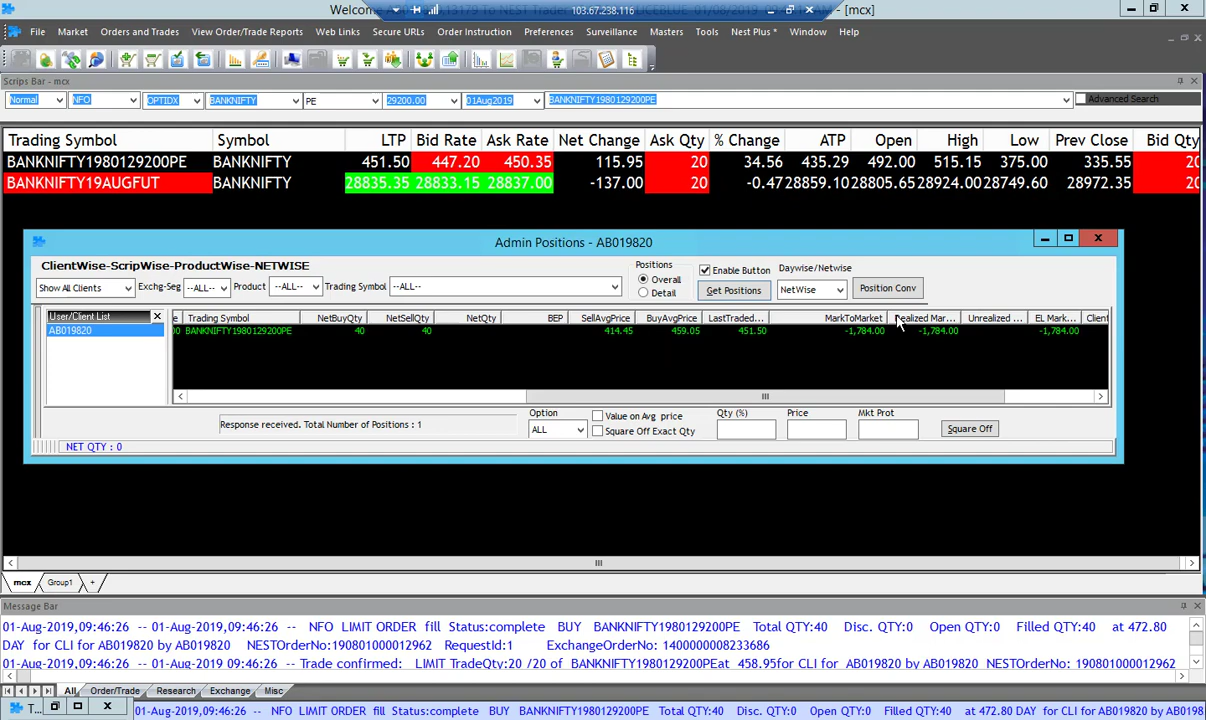 Welcome
13179 To NEST Trader
103.67.238.116
[mcx]
File Market Orders and Trades View Order/Trade Reports Web Links Secure URLs Order Instruction Preferences Surveillance Masters Tools Nest Plus * Window Help
Scrips Bar - mcx
Normal NFO OPTIDX BANKNIFTY PE 29200.00 01Aug2019 BANKNIFTY1980129200PE Advanced Search
Trading Symbol Symbol LTP Bid Rate Ask Rate Net Change Ask Qty % Change ATP Open High Low Prev Close Bid Qty
BANKNIFTY1980129200PE BANKNIFTY 451.50 447.20 450.35 115.95 20 34.56 435.29 492.00 515.15 375.00 335.55 20
BANKNIFTY19AUGFUT BANKNIFTY 28835.35 28833.15 28837.00 -137.00 20 -0.47 28859.10 28805.65 28924.00 28749.60 28972.35 20
Admin Positions - AB019820
ClientWise-ScripWise-ProductWise-NETWISE
Positions
Enable Button Daywise/Netwise
Show All Clients Exchg-Seg --ALL-- Product --ALL-- Trading Symbol --ALL-- Overall
Detail Get Positions NetWise Position Conv
User/Client List
AB019820
Trading Symbol NetBuyQty NetSellQty NetQty BEP SellAvgPrice BuyAvgPrice LastTraded... MarkToMarket Realized Mar... Unrealized ... EL Mark... Client
BANKNIFTY1980129200PE 40 40 414.45 459.05 451.50 -1,784.00 -1,784.00 -1,784.00
Response received. Total Number of Positions : 1
Option
ALL
Value on Avg price
Square Off Exact Qty
Qty (%) Price Mkt Prot
Square Off
NET QTY : 0
mcx Group1 +
Message Bar
01-Aug-2019,09:46:26 -- 01-Aug-2019,09:46:26 -- NFO LIMIT ORDER fill Status:complete BUY BANKNIFTY1980129200PE Total QTY:40 Disc. QTY:0 Open QTY:0 Filled QTY:40 at 472.80
DAY for CLI for AB019820 by AB019820 NESTOrderNo:190801000012962 RequestId:1 ExchangeOrderNo: 1400000008233686
01-Aug-2019,09:46:26 -- 01-Aug-2019 09:46:26 -- Trade confirmed: LIMIT TradeQty:20 /20 of BANKNIFTY1980129200PEat 458.95for CLI for AB019820 by AB019820 NESTOrderNo: 190801000012962
All Order/Trade Research Exchange Misc
T... 01-Aug-2019,09:46:26 -- NFO LIMIT ORDER fill Status:complete BUY BANKNIFTY1980129200PE Total QTY:40 Disc. QTY:0 Open QTY:0 Filled QTY:40 at 472.80 DAY for CLI for AB019820 by AB0198